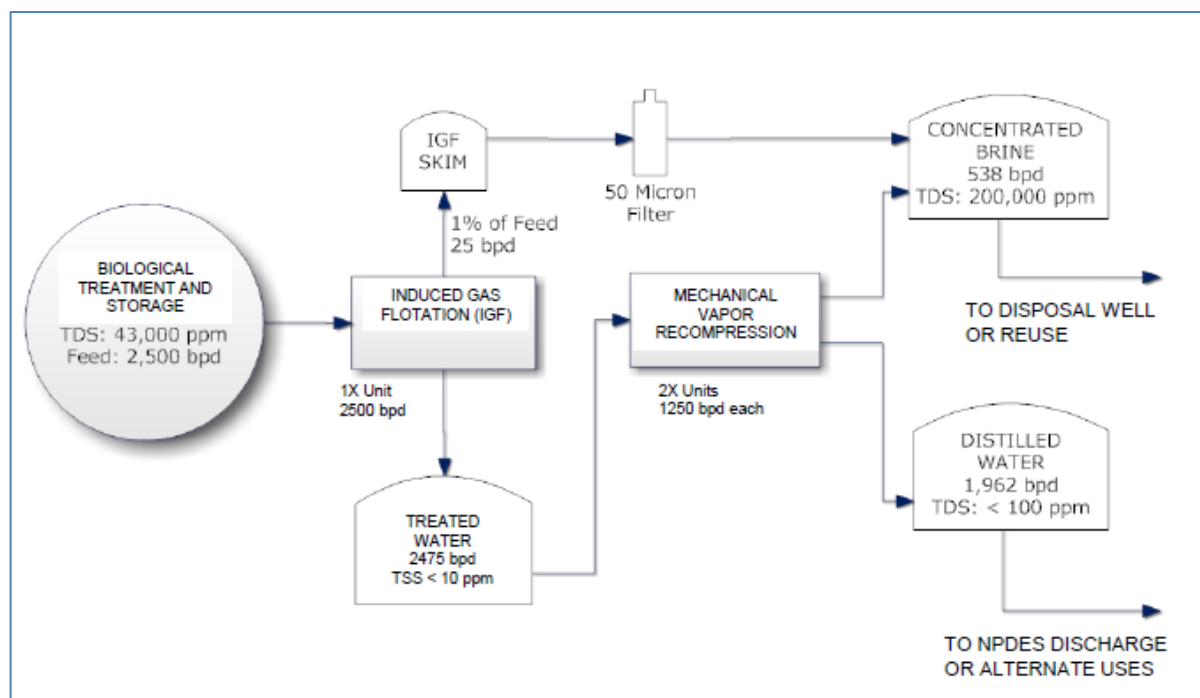 BIOLOGICAL
TREATMENT AND
STORAGE
TDS: 43,000 ppm
Feed: 2,500 bpd
IGF
SKIM
1% of Feed
25 bpd
INDUCED GAS
FLOTATION (IGF)
1X Unit
2500 bpd
TREATED
WATER
2475 bpd
TSS < 10 ppm
50 Micron
Filter
MECHANICAL
VAPOR
RECOMPRESSION
2X Units
1250 bpd each
CONCENTRATED
BRINE
538 bpd
TDS: 200,000 ppm
TO DISPOSAL WELL
OR REUSE
DISTILLED
WATER
1,962 bpd
TDS: < 100 ppm
TO NPDES DISCHARGE
OR ALTERNATE USES